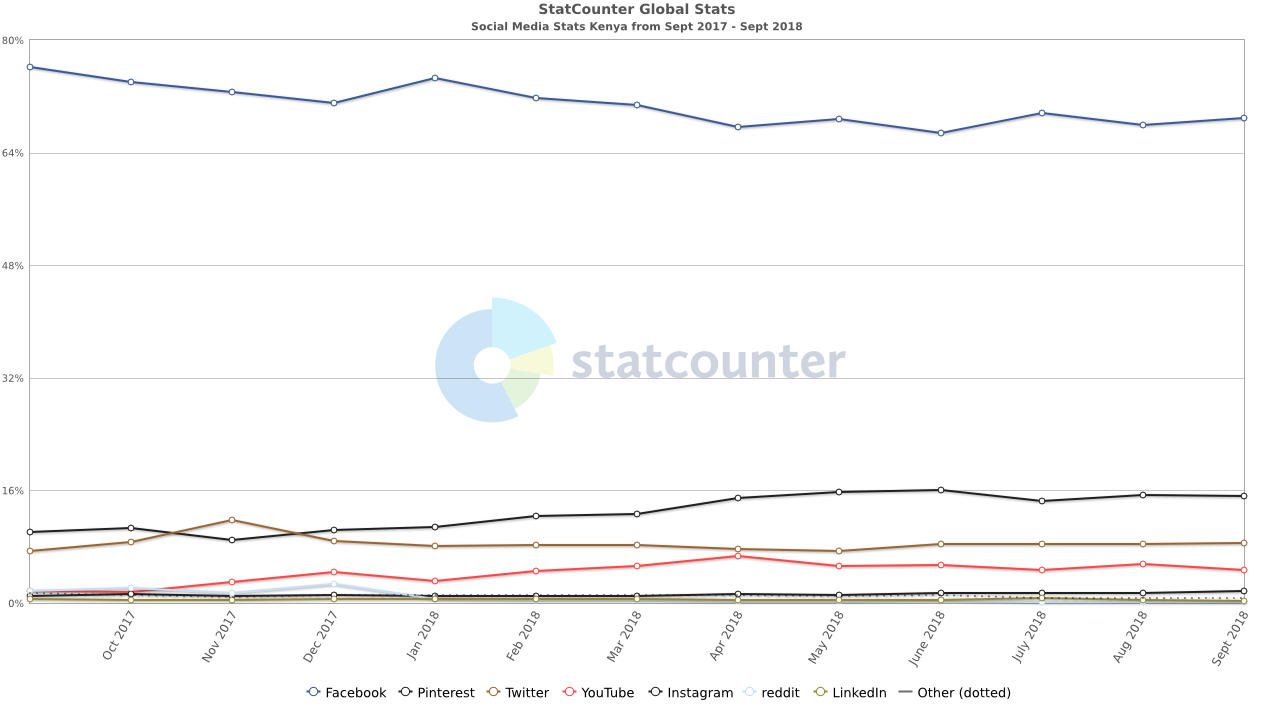 StatCounter Global Stats
Social Media Stats Kenya from Sept 2017 - Sept 2018
80%
64%
48%
32%
16%
0%
statcounter
Oct 2017
Nov 2017
Dec 2017
Jan 2018
Feb 2018
Mar 2018
Apr 2018
May 2018
June 2018
July 2018
Aug 2018
Sept 2018
Facebook Pinterest Twitter YouTube Instagram reddit LinkedIn Other (dotted)